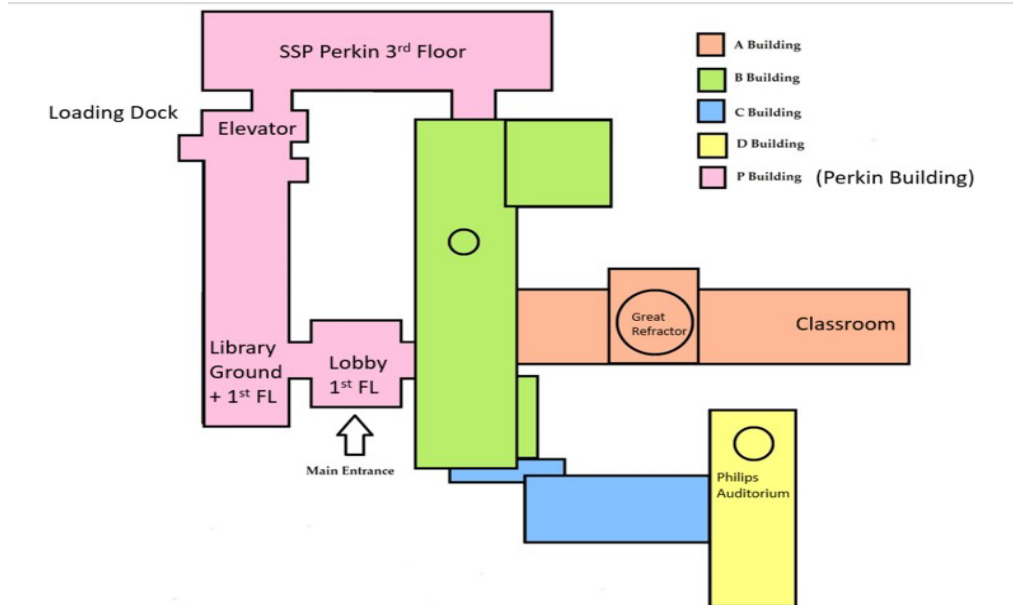 SSP Perkin 3rd Floor
Loading Dock
Elevator
A Building
B Building
C Building
D Building
P Building (Perkin Building)
Great
Refractor
Classroom
Library
Ground
+ 1st FL
Lobby
1st FL
Main Entrance
Philips
Auditorium